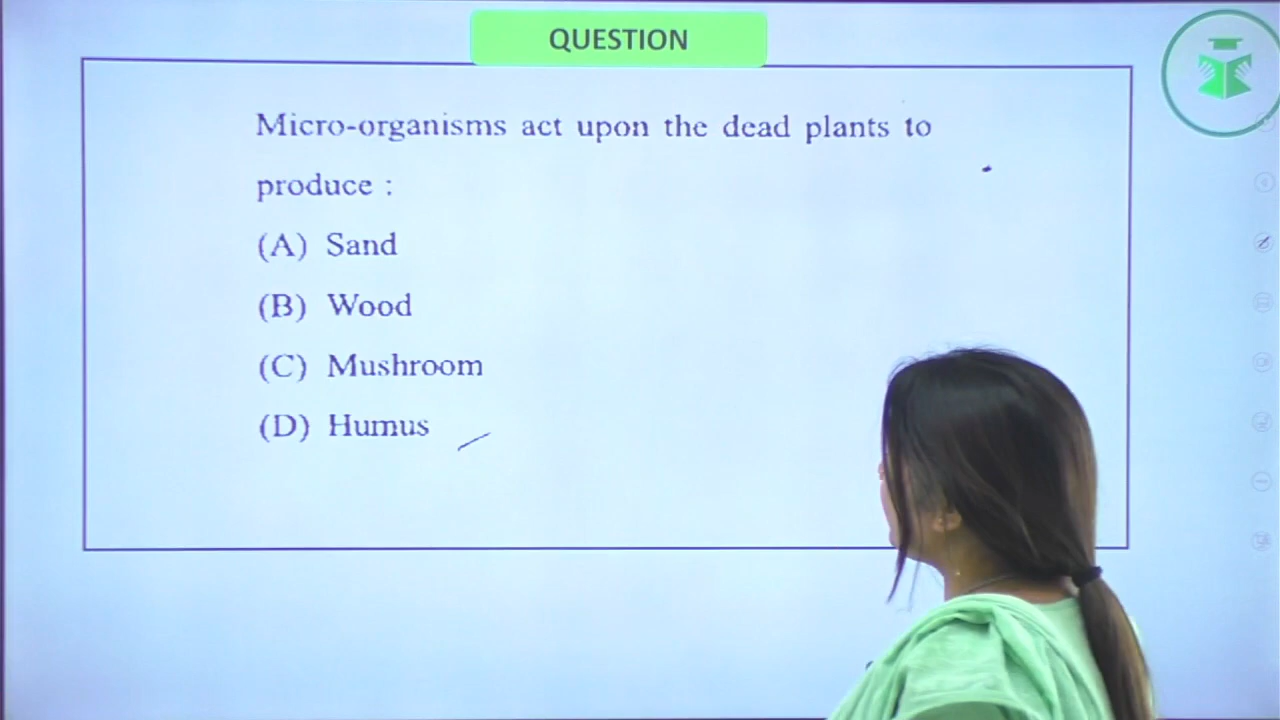 QUESTION
Micro-organisms act upon the dead plants to
produce :
(A) Sand
(B) Wood
(C) Mushroom
(D) Humus